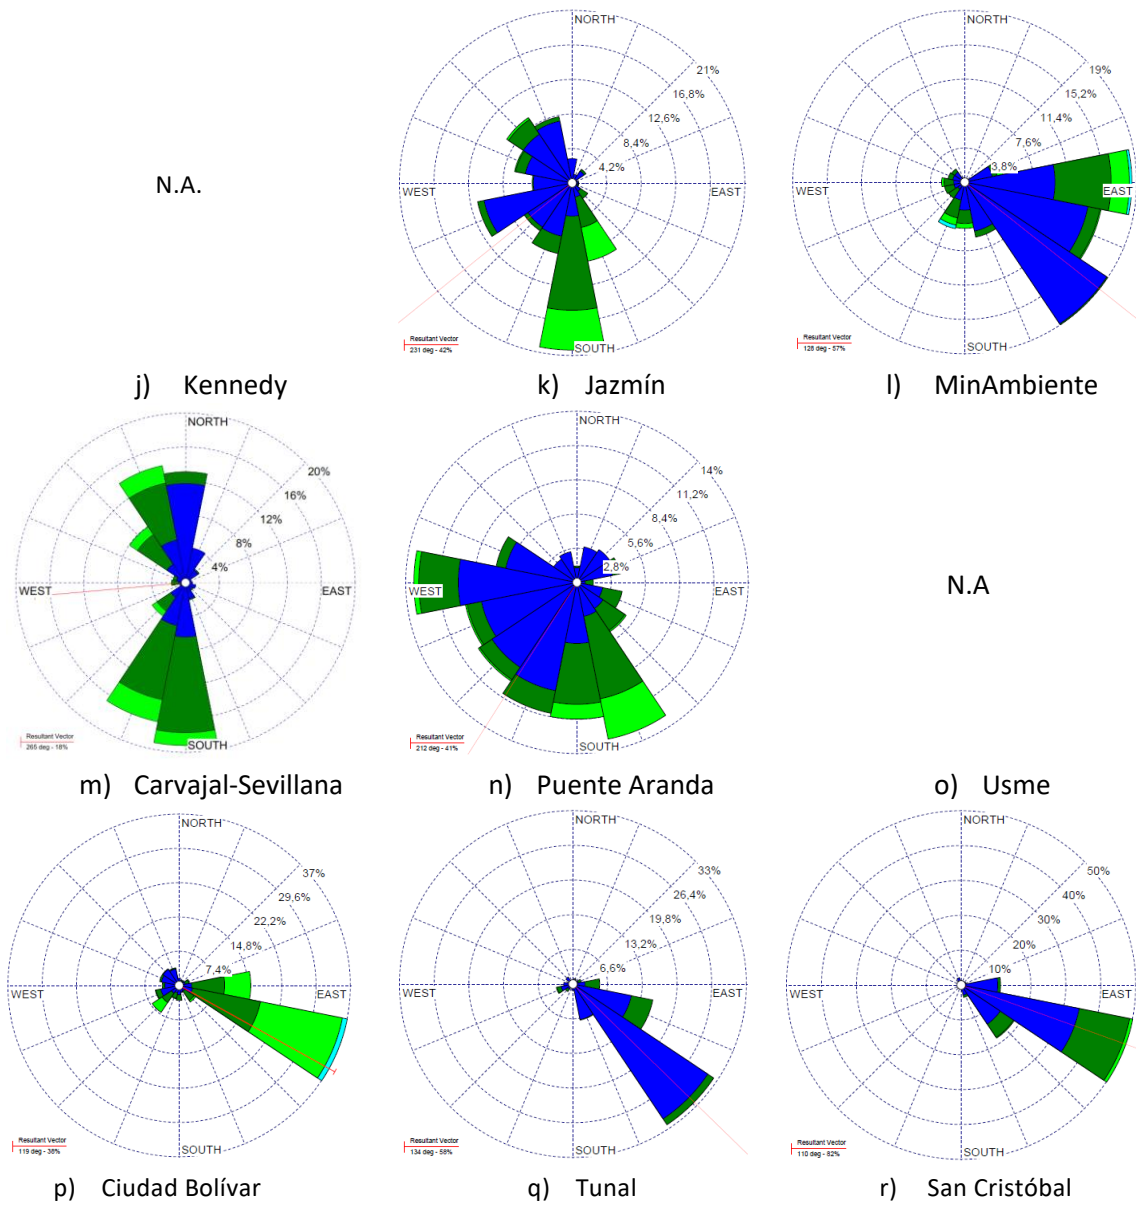 N.A.
j) Kennedy
NORTH
21%
16,8%
12,6%
8,4%
4,2%
WEST
EAST
SOUTH
Resultant Vector
231 deg - 42%
k) Jazmín
NORTH
19%
15,2%
11,4%
7,6%
3,8%
WEST
EAST
SOUTH
Resultant Vector
128 deg - 57%
l) MinAmbiente
NORTH
20%
16%
12%
8%
4%
WEST
EAST
SOUTH
Resultant Vector
265 deg - 18%
m) Carvajal-Sevillana
NORTH
14%
11,2%
8,4%
5,6%
2,8%
WEST
EAST
SOUTH
Resultant Vector
212 deg - 41%
n) Puente Aranda
N.A
o) Usme
NORTH
37%
29,6%
22,2%
14,8%
7,4%
WEST
EAST
SOUTH
Resultant Vector
119 deg - 38%
p) Ciudad Bolívar
NORTH
33%
26,4%
19,8%
13,2%
6,6%
WEST
EAST
SOUTH
Resultant Vector
134 deg - 58%
q) Tunal
NORTH
50%
40%
30%
20%
10%
WEST
EAST
SOUTH
Resultant Vector
110 deg - 82%
r) San Cristóbal